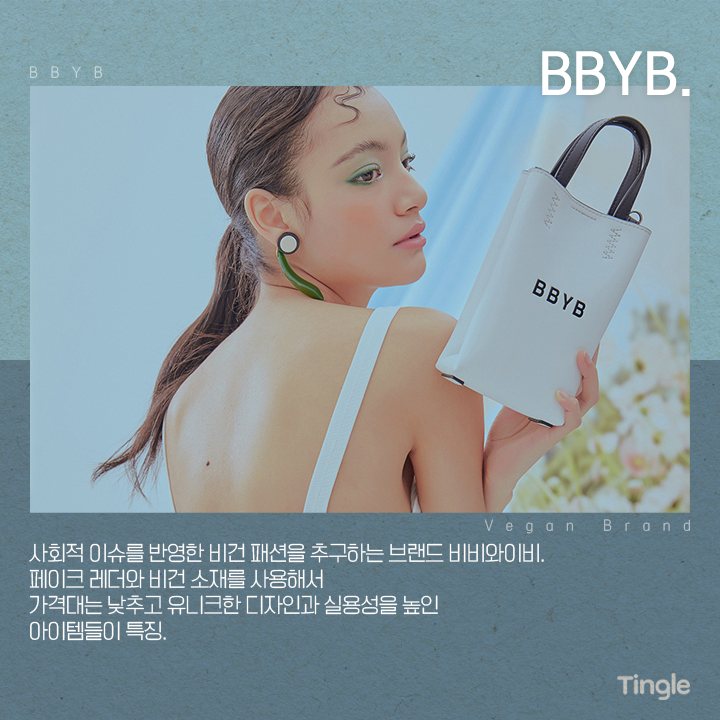 BBYB
BBYB.
BBYB
Vegan Brand
사회적 이슈를 반영한 비건 패션을 추구하는 브랜드 비비와이비.
페이크 레더와 비건 소재를 사용해서
가격대는 낮추고 유니크한 디자인과 실용성을 높인
아이템들이 특징.
Tingle